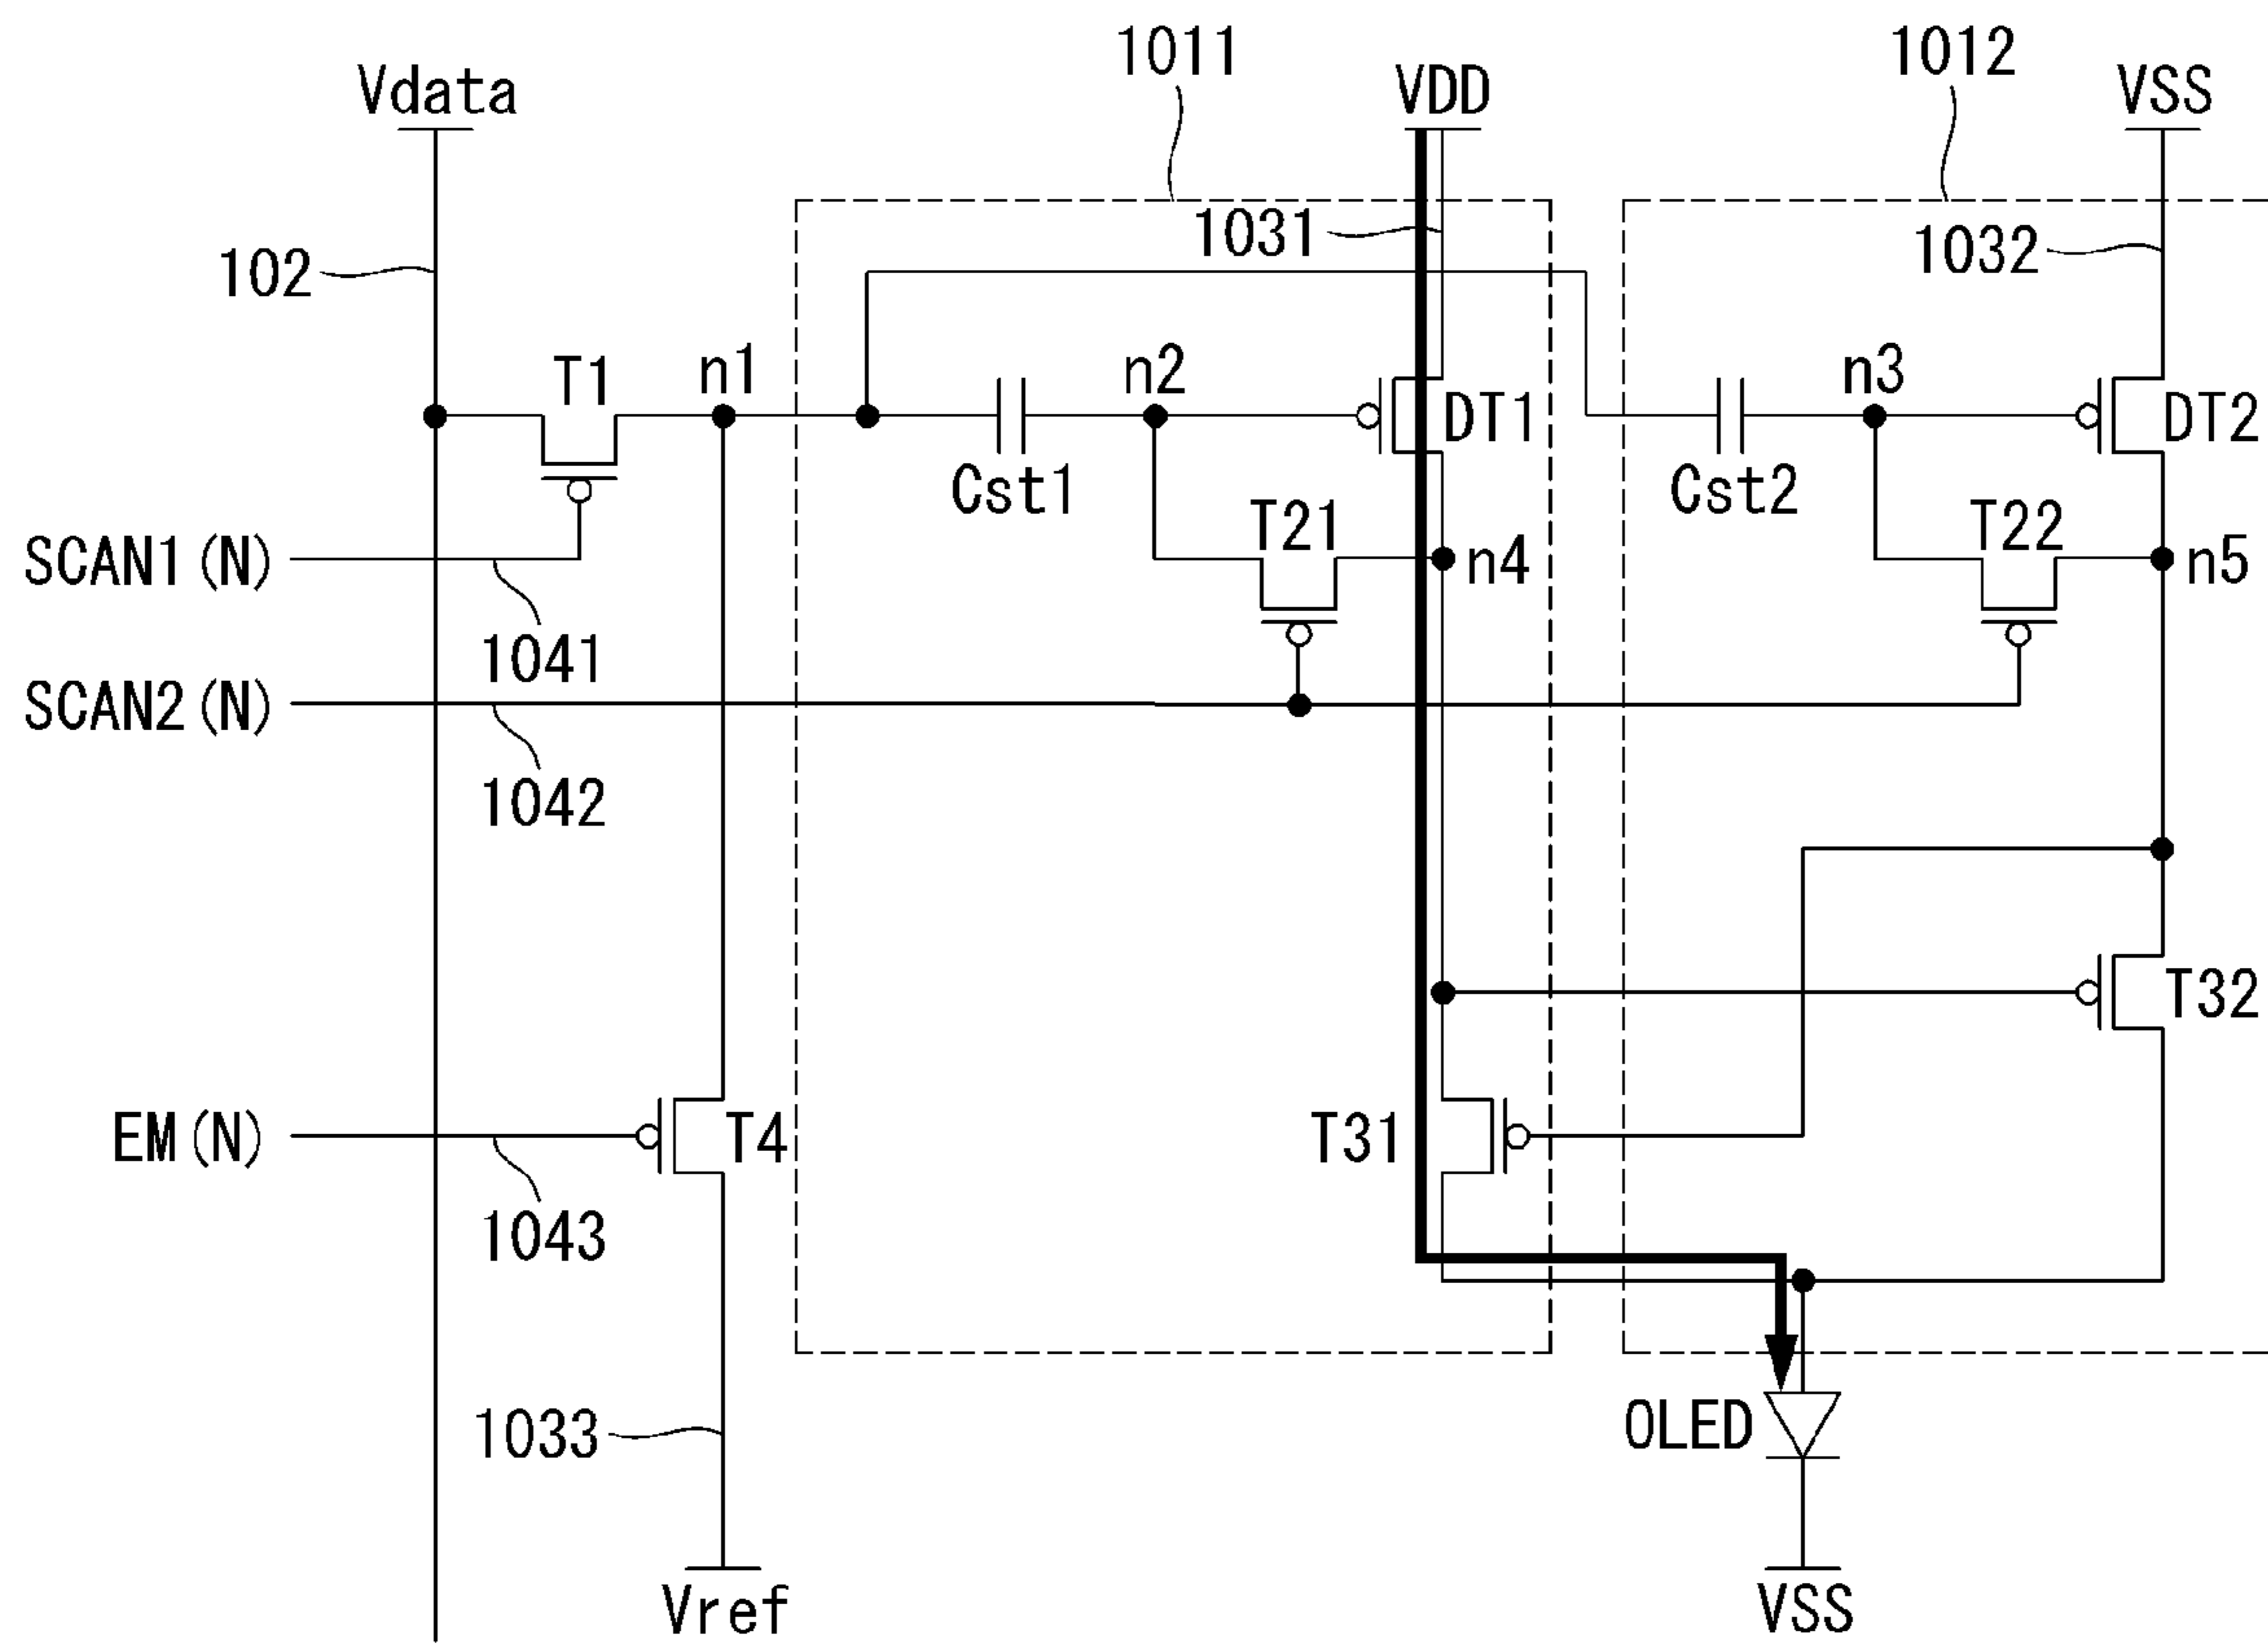 1011
1012
Vdata
VDD
VSS
1031
1032
102
T1
n1
n2
n3
DT1
DT2
Cst1
Cst2
T21
T22
SCAN1(N)
n4
n5
1041
SCAN2(N)
1042
T32
EM(N)
T4
T31
1043
1033
OLED
Vref
VSS